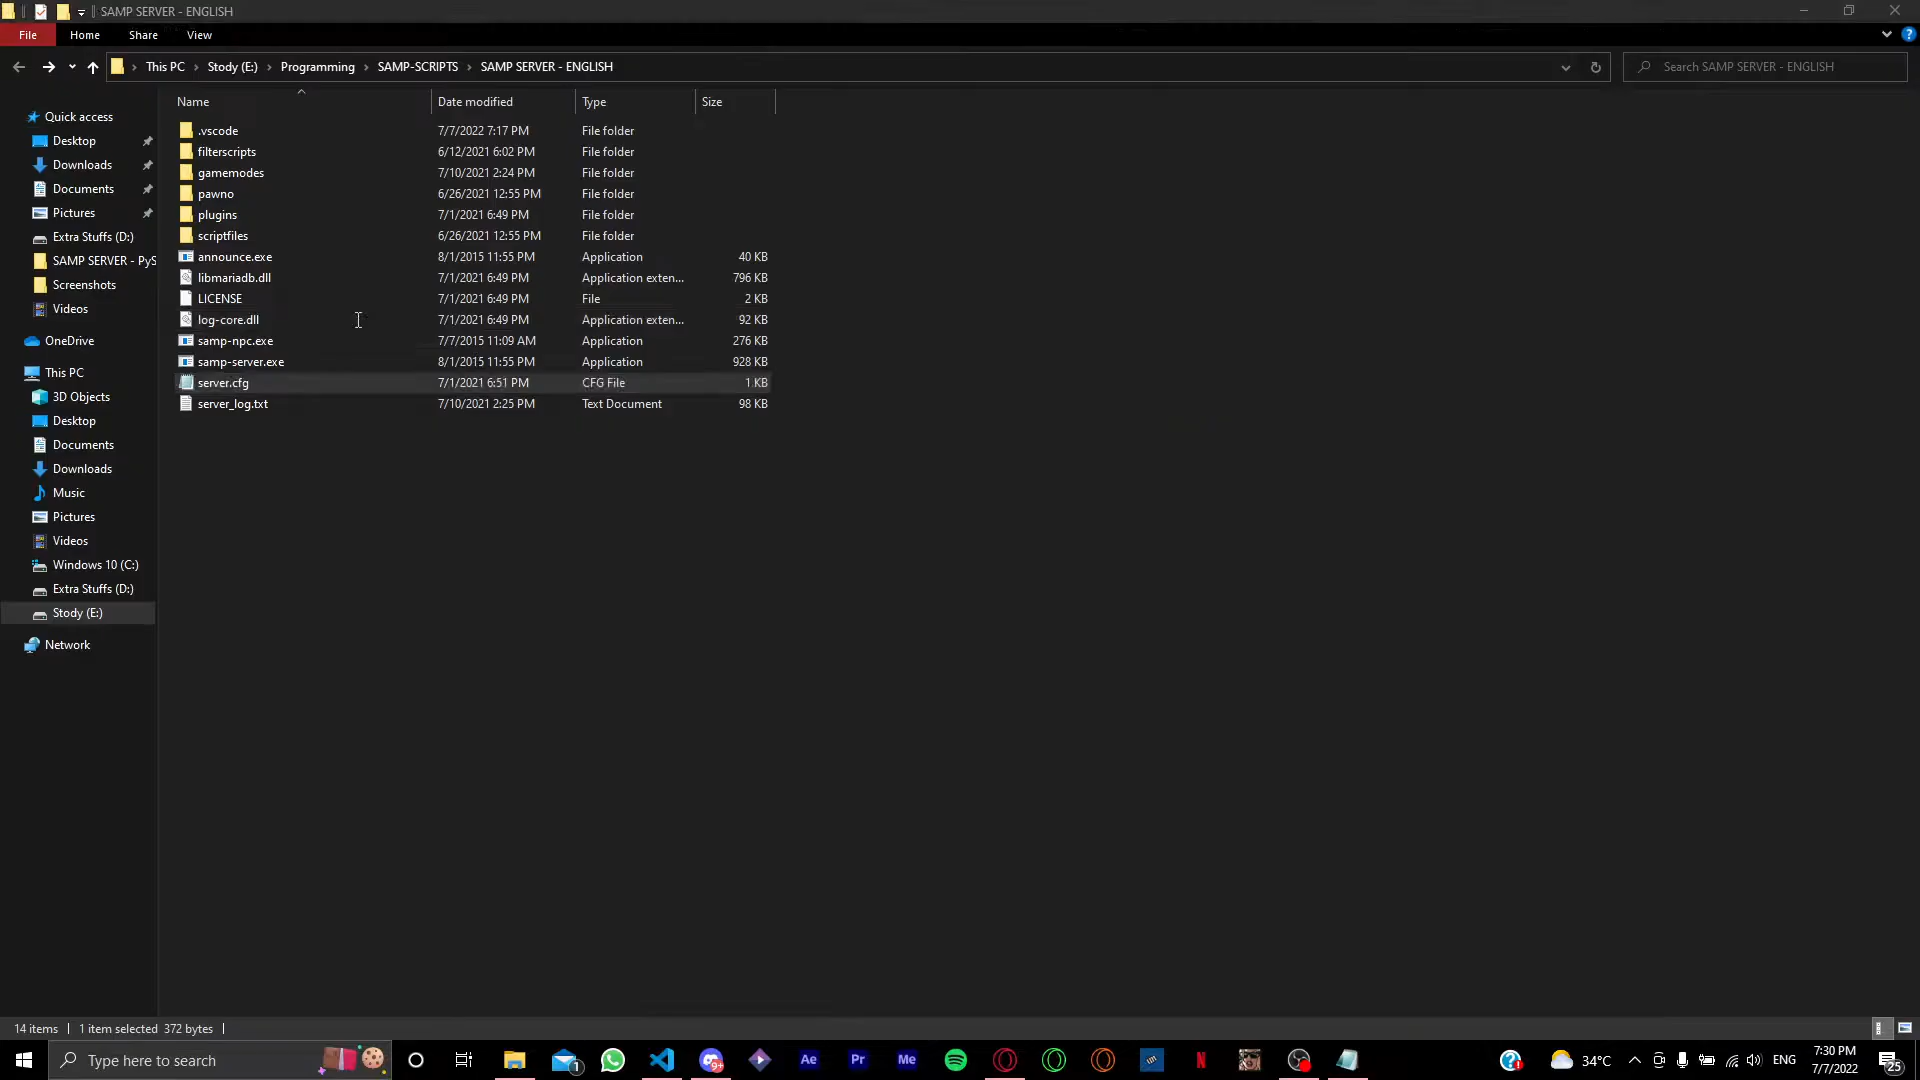 SAMP SERVER - ENGLISH
File Home Share View
This PC Stody (E:) Programming SAMP-SCRIPTS SAMP SERVER - ENGLISH
Search SAMP SERVER - ENGLISH
Name Date modified Type Size
.vscode 7/7/2022 7:17 PM File folder
filterscripts 6/12/2021 6:02 PM File folder
gamemodes 7/10/2021 2:24 PM File folder
pawno 6/26/2021 12:55 PM File folder
plugins 7/1/2021 6:49 PM File folder
scriptfiles 6/26/2021 12:55 PM File folder
announce.exe 8/1/2015 11:55 PM Application 40 KB
libmariadb.dll 7/1/2021 6:49 PM Application exten... 796 KB
LICENSE 7/1/2021 6:49 PM File 2 KB
log-core.dll 7/1/2021 6:49 PM Application exten... 92 KB
samp-npc.exe 7/7/2015 11:09 AM Application 276 KB
samp-server.exe 8/1/2015 11:55 PM Application 928 KB
server.cfg 7/1/2021 6:51 PM CFG File 1 KB
server_log.txt 7/10/2021 2:25 PM Text Document 98 KB
Quick access
Desktop
Downloads
Documents
Pictures
Extra Stuffs (D:)
SAMP SERVER - PyS
Screenshots
Videos
OneDrive
This PC
3D Objects
Desktop
Documents
Downloads
Music
Pictures
Videos
Windows 10 (C:)
Extra Stuffs (D:)
Stody (E:)
Network
14 items 1 item selected 372 bytes
Type here to search
1
9+
Ae
Pr
Me
N
34°C
ENG
7:30 PM
7/7/2022
25